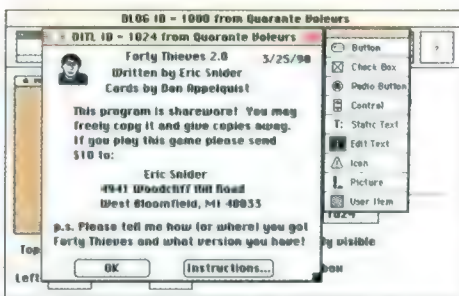 DLOG ID = 1000 from Quarante Voleurs
DITL ID = 1024 from Quarante Voleurs
Forty Thieves 2.0
3/25/90
Written by Eric Snider
Cards by Dan Appelquist
This program is shareware! You may
freely copy it and give copies away.
If you play this game please send
$10 to:
Eric Snider
4941 Woodcliff Hill Road
West Bloomfield, MI 48033
p.s. Please tell me how (or where) you got
Forty Thieves and what version you have!
OK
Instructions...
Button
Check Box
Radio Button
Control
Static Text
Edit Text
Icon
Picture
User Item
?
1024
visible
Top
Left